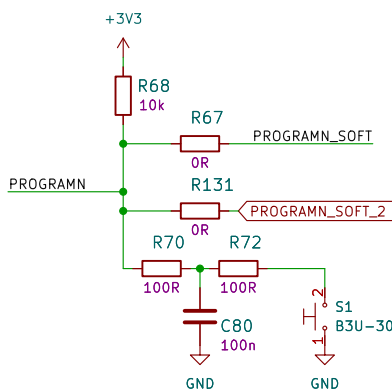 +3V3
R68
10k
R67
PROGRAMN_SOFT
0R
PROGRAMN
R131
PROGRAMN_SOFT_2
0R
R70
R72
100R
100R
2
S1
C80
B3U-30
100n
1
GND
GND